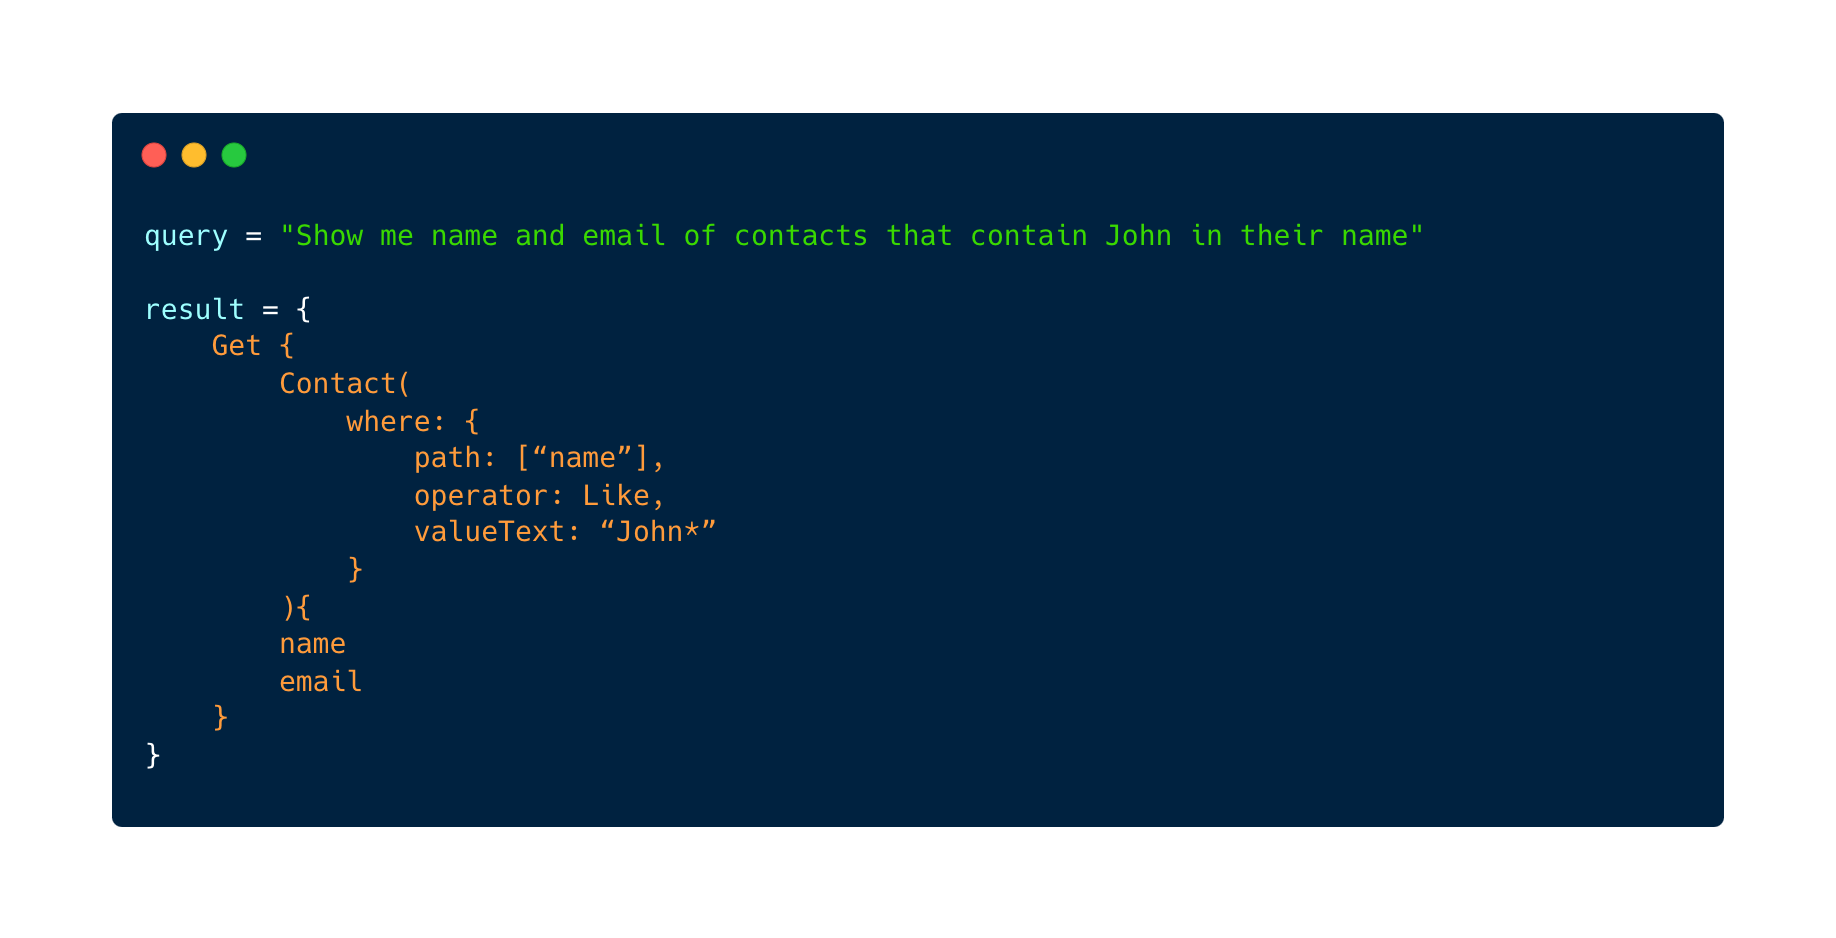 query = "Show me name and email of contacts that contain John in their name"
result = {
Get {
Contact(
where: {
path: [“name”],
operator: Like,
valueText: “John*”
}
){
name
email
}
}